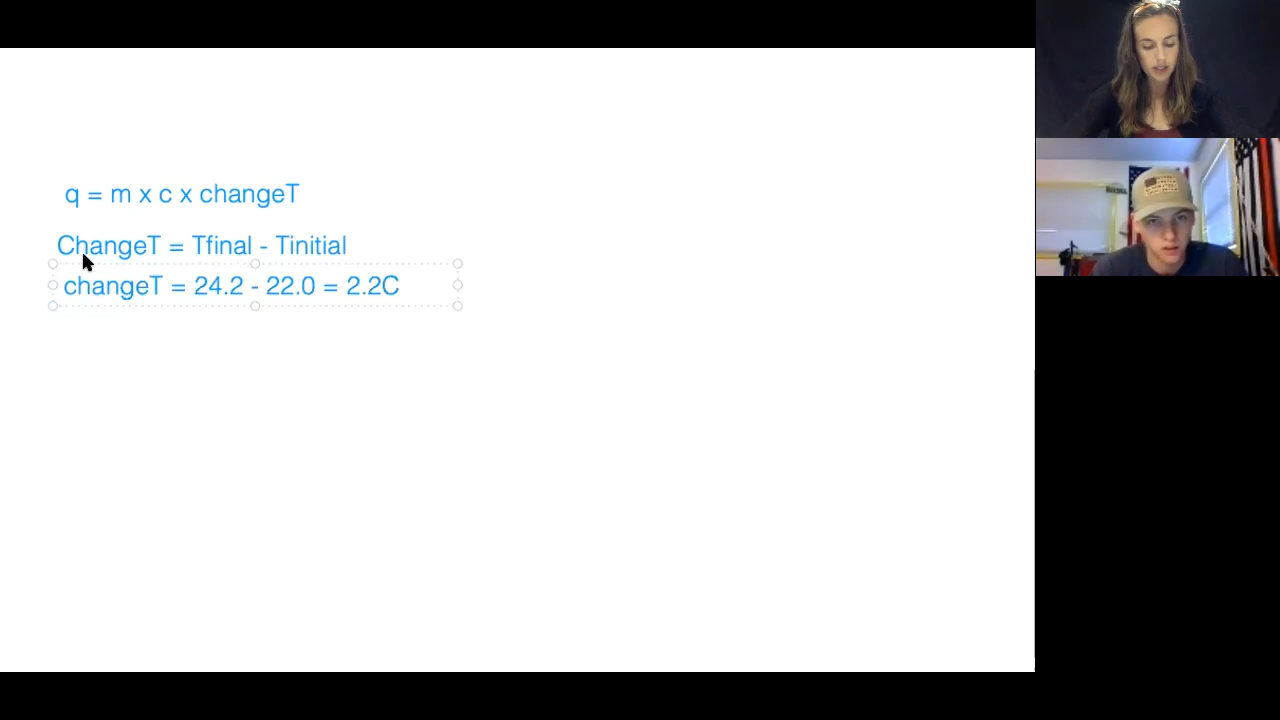 q = m x c x changeT
ChangeT = Tfinal - Tinitial
changeT = 24.2 - 22.0 = 2.2C